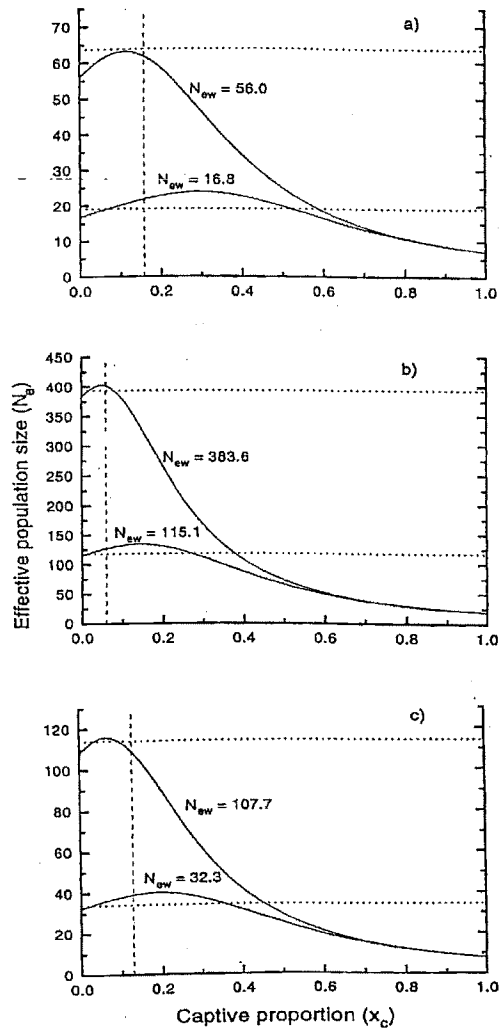 a)
70
60
50
40
30
20
10
0
N_ew = 56.0
N_ew = 16.8
0.0 0.2 0.4 0.6 0.8 1.0
b)
450
400
350
300
250
200
150
100
50
0
N_ew = 383.6
N_ew = 115.1
0.0 0.2 0.4 0.6 0.8 1.0
Effective population size (N_e)
c)
120
100
80
60
40
20
0
N_ew = 107.7
N_ew = 32.3
0.0 0.2 0.4 0.6 0.8 1.0
Captive proportion (x_c)